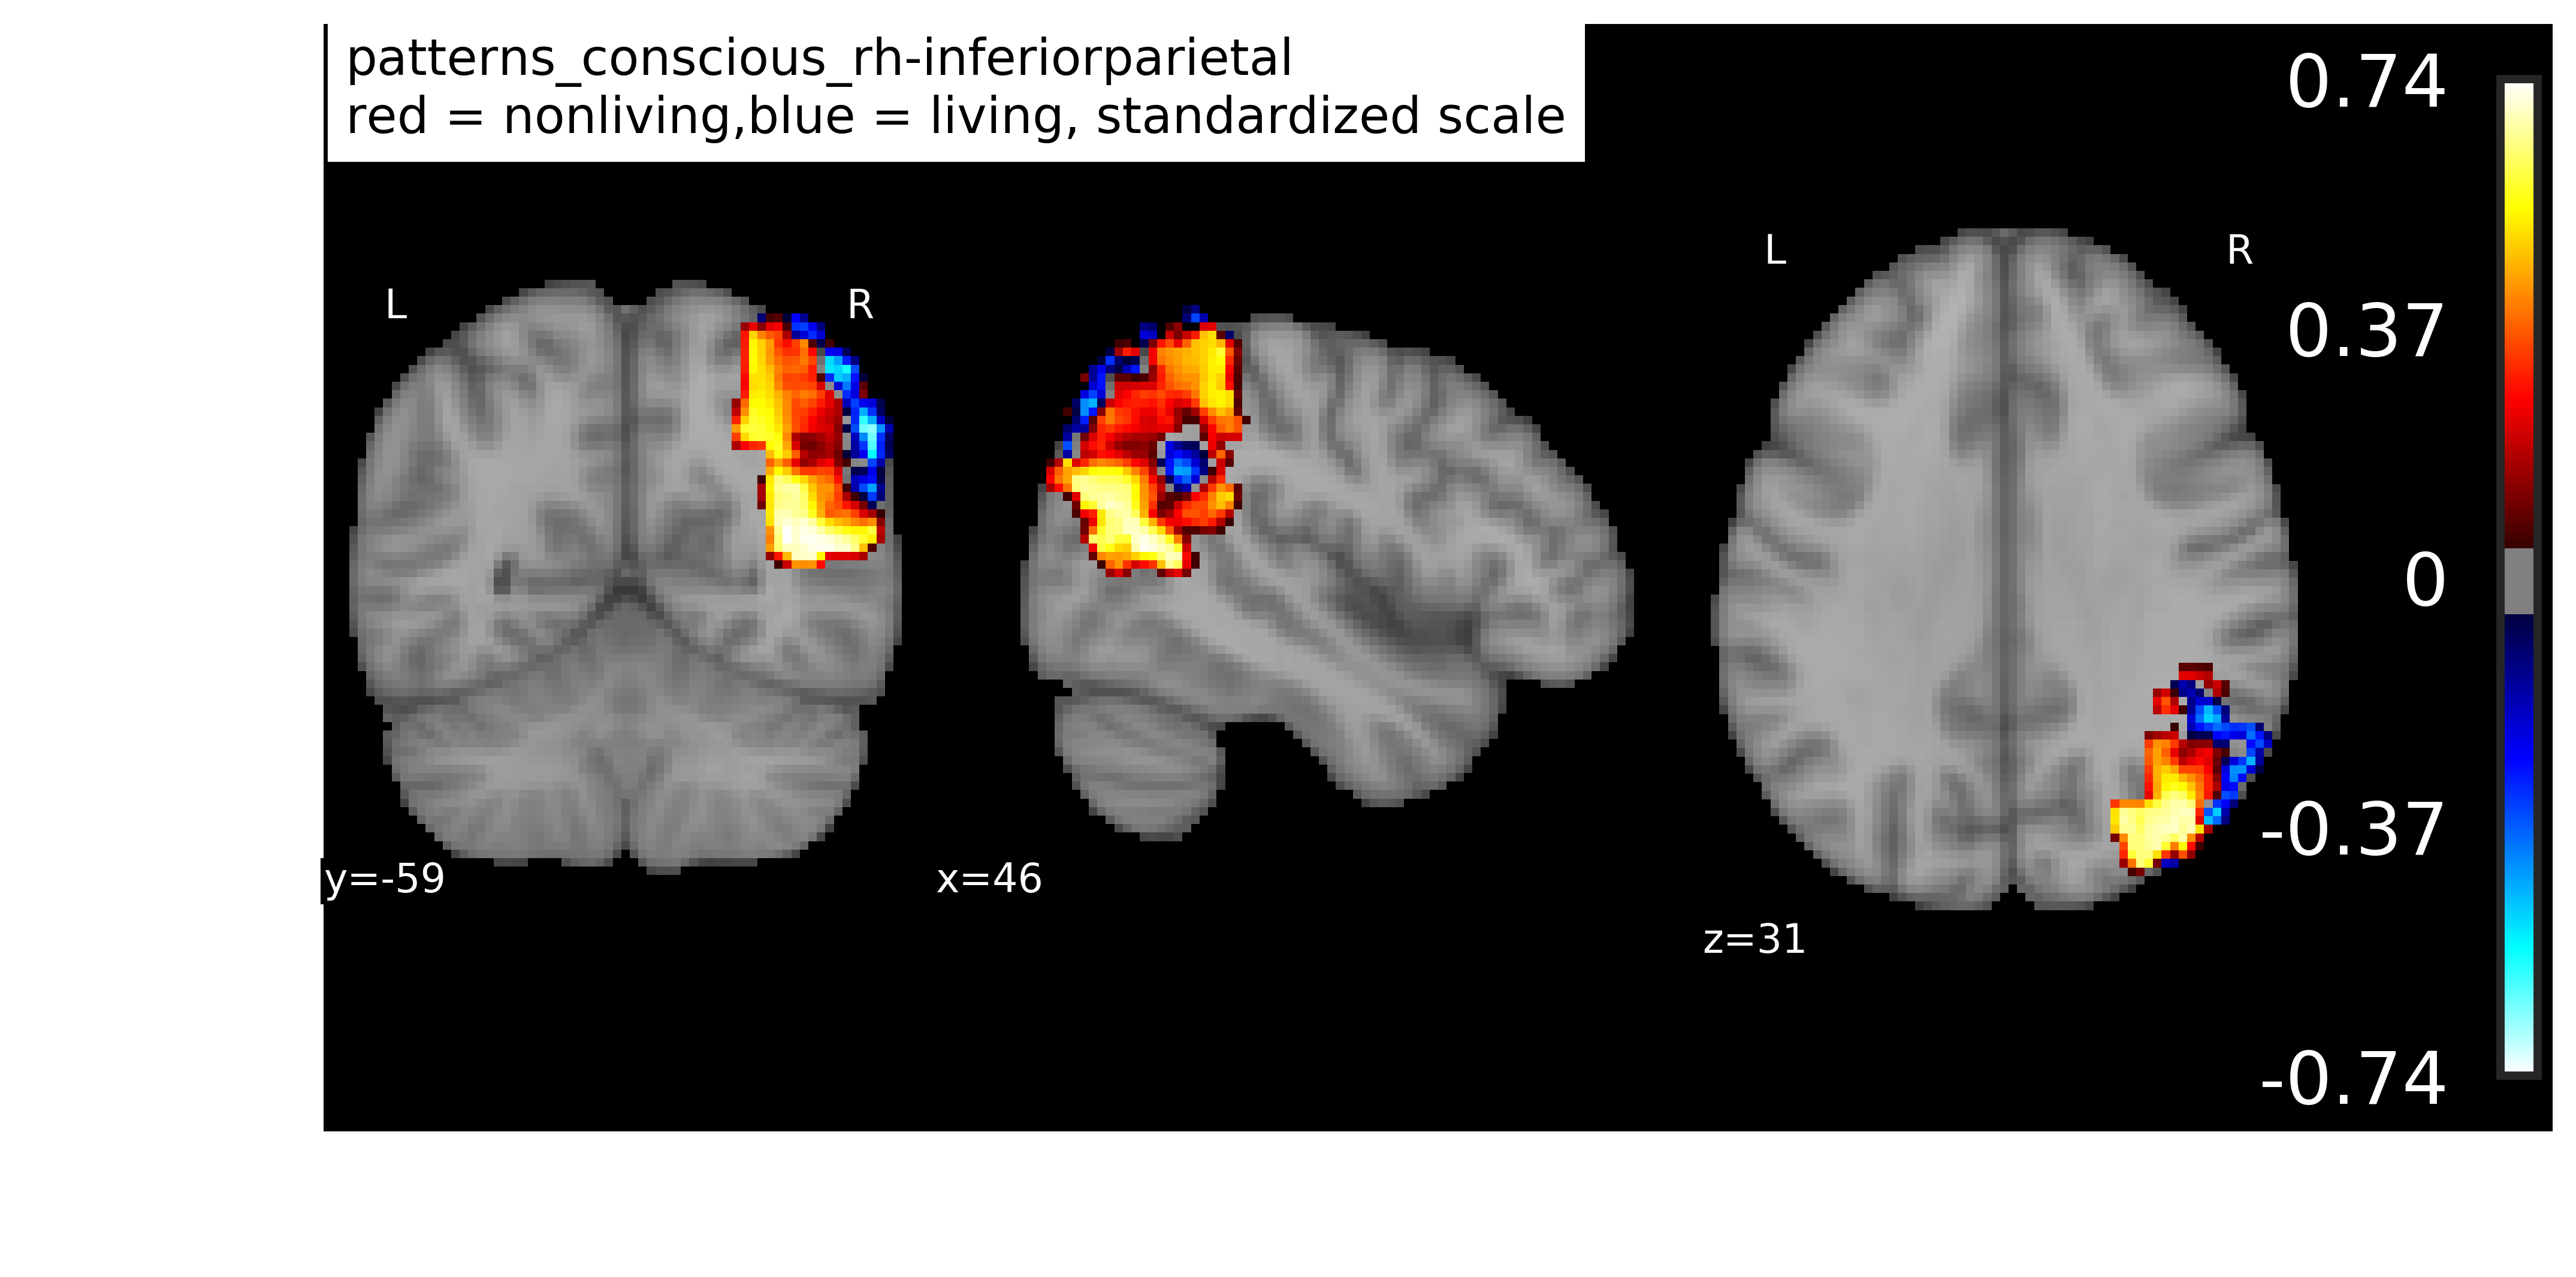 patterns_conscious_rh-inferiorparietal
red = nonliving,blue = living, standardized scale
L
R
L
R
y=-59
x=46
z=31
0.74
0.37
0
-0.37
-0.74